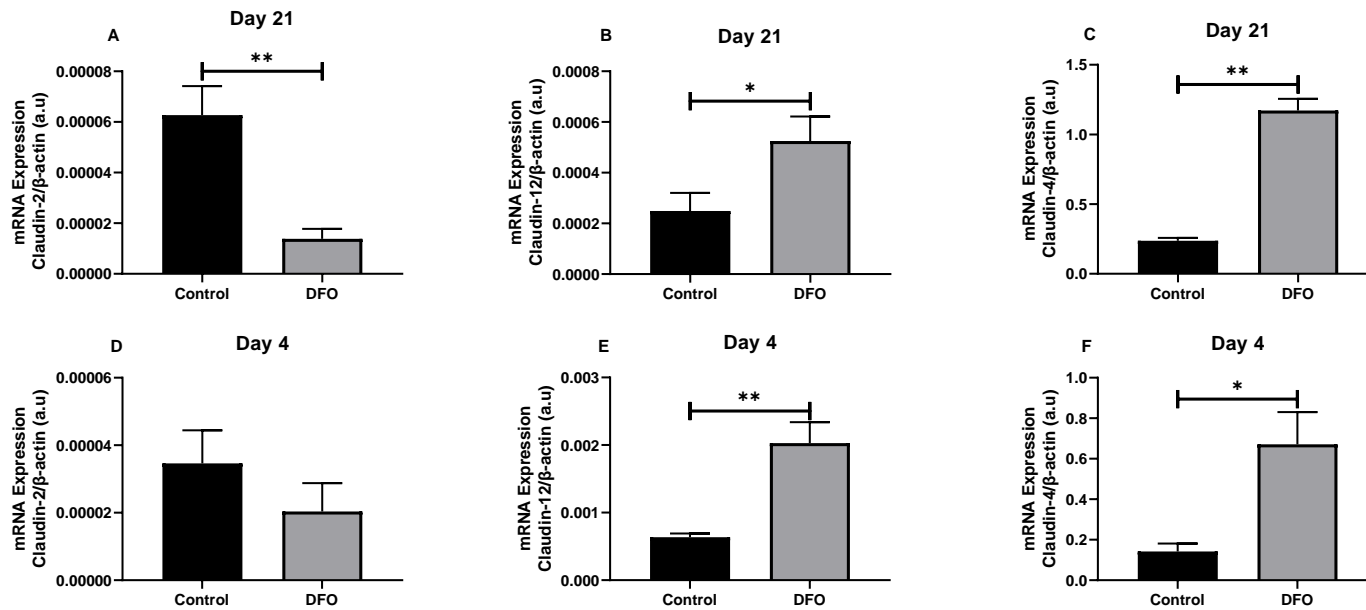 A
Day 21
**
mRNA Expression
Claudin-2/β-actin (a.u)
0.00008
0.00006
0.00004
0.00002
0.00000
Control
DFO
B
Day 21
*
mRNA Expression
Claudin-12/β-actin (a.u)
0.0008
0.0006
0.0004
0.0002
0.0000
Control
DFO
C
Day 21
**
mRNA Expression
Claudin-4/β-actin (a.u)
1.5
1.0
0.5
0.0
Control
DFO
D
Day 4
mRNA Expression
Claudin-2/β-actin (a.u)
0.00006
0.00004
0.00002
0.00000
Control
DFO
E
Day 4
**
mRNA Expression
Claudin-12/β-actin (a.u)
0.003
0.002
0.001
0.000
Control
DFO
F
Day 4
*
mRNA Expression
Claudin-4/β-actin (a.u)
1.0
0.8
0.6
0.4
0.2
0.0
Control
DFO